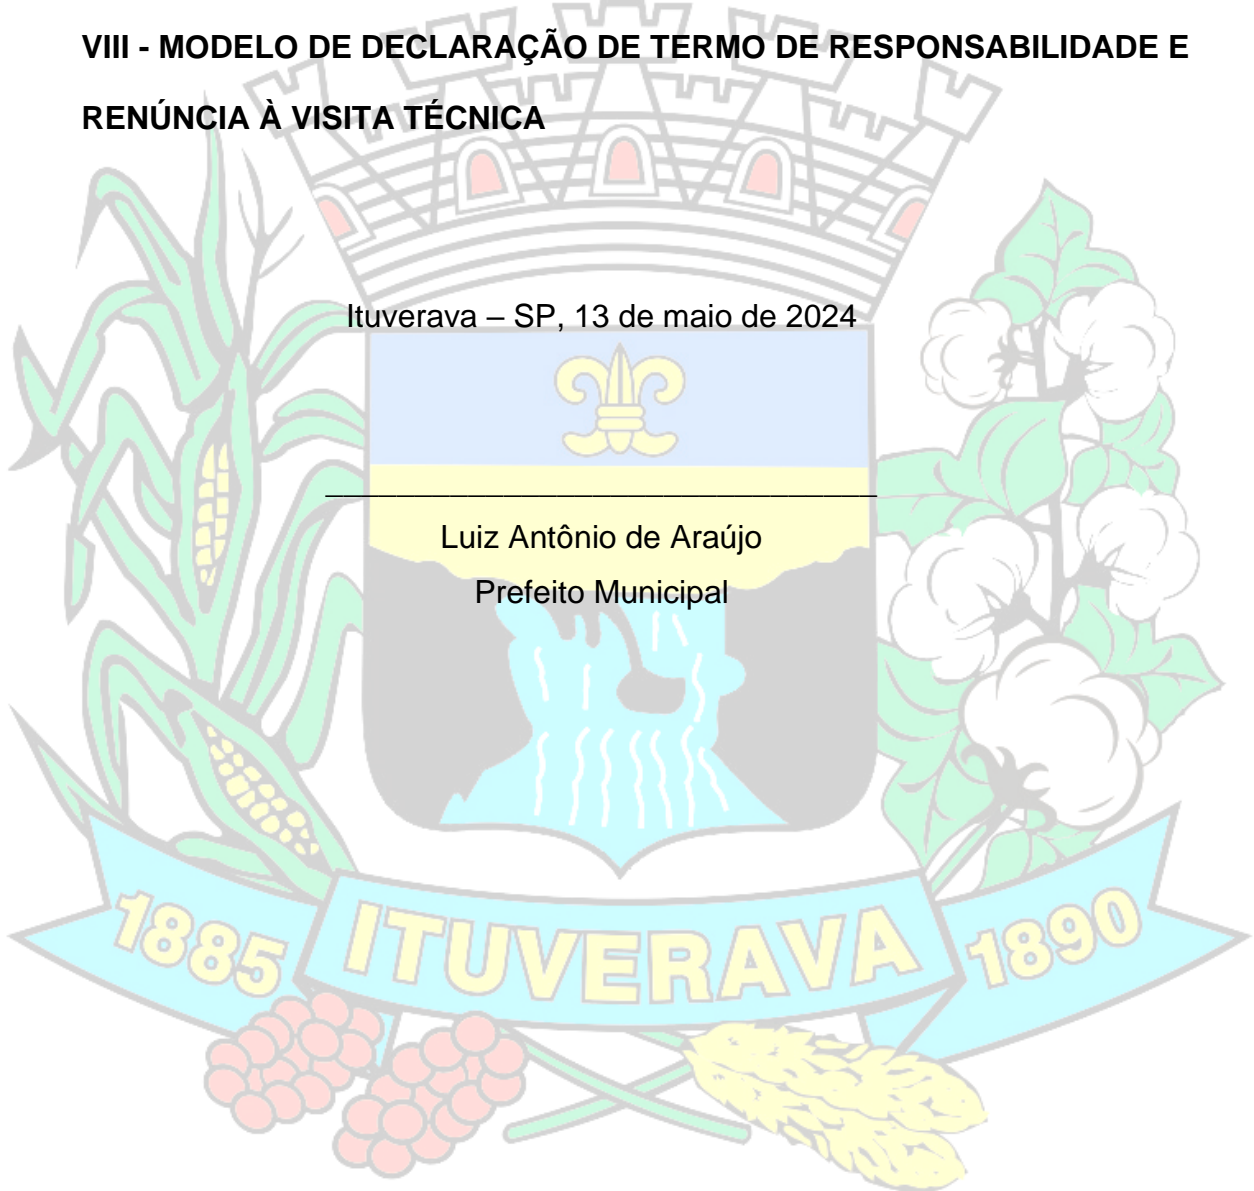 VIII - MODELO DE DECLARAÇÃO DE TERMO DE RESPONSABILIDADE E
RENÚNCIA À VISITA TÉCNICA
Ituverava – SP, 13 de maio de 2024
Luiz Antônio de Araújo
Prefeito Municipal
1885
ITUVERAVA
1890